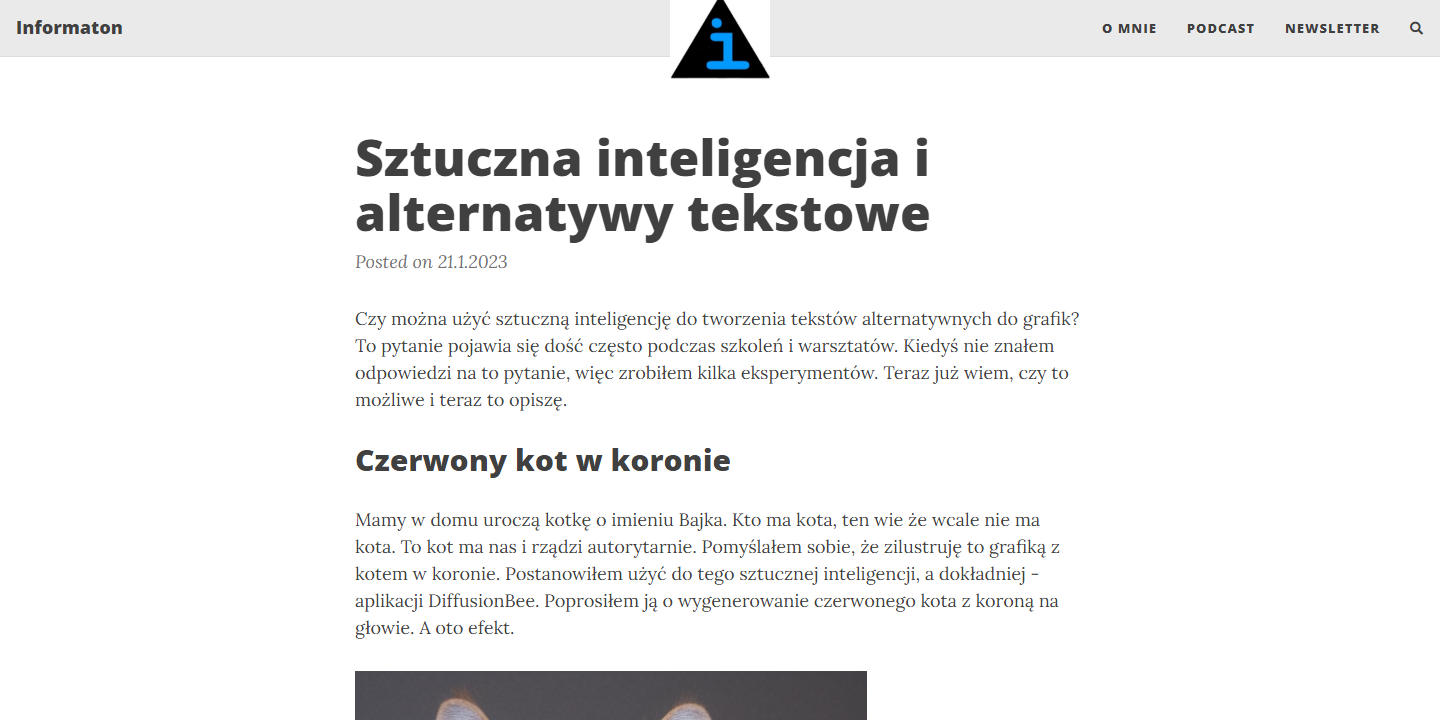 Informaton
i
O MNIE
PODCAST
NEWSLETTER
Sztuczna inteligencja i
alternatywy tekstowe
Posted on 21.1.2023
Czy można użyć sztuczną inteligencję do tworzenia tekstów alternatywnych do grafik?
To pytanie pojawia się dość często podczas szkoleń i warsztatów. Kiedyś nie znałem
odpowiedzi na to pytanie, więc zrobiłem kilka eksperymentów. Teraz już wiem, czy to
możliwe i teraz to opiszę.
Czerwony kot w koronie
Mamy w domu uroczą kotkę o imieniu Bajka. Kto ma kota, ten wie że wcale nie ma
kota. To kot ma nas i rządzi autorytarnie. Pomyślałem sobie, że zilustruję to grafiką z
kotem w koronie. Postanowiłem użyć do tego sztucznej inteligencji, a dokładniej -
aplikacji DiffusionBee. Poprosiłem ją o wygenerowanie czerwonego kota z koroną na
głowie. A oto efekt.